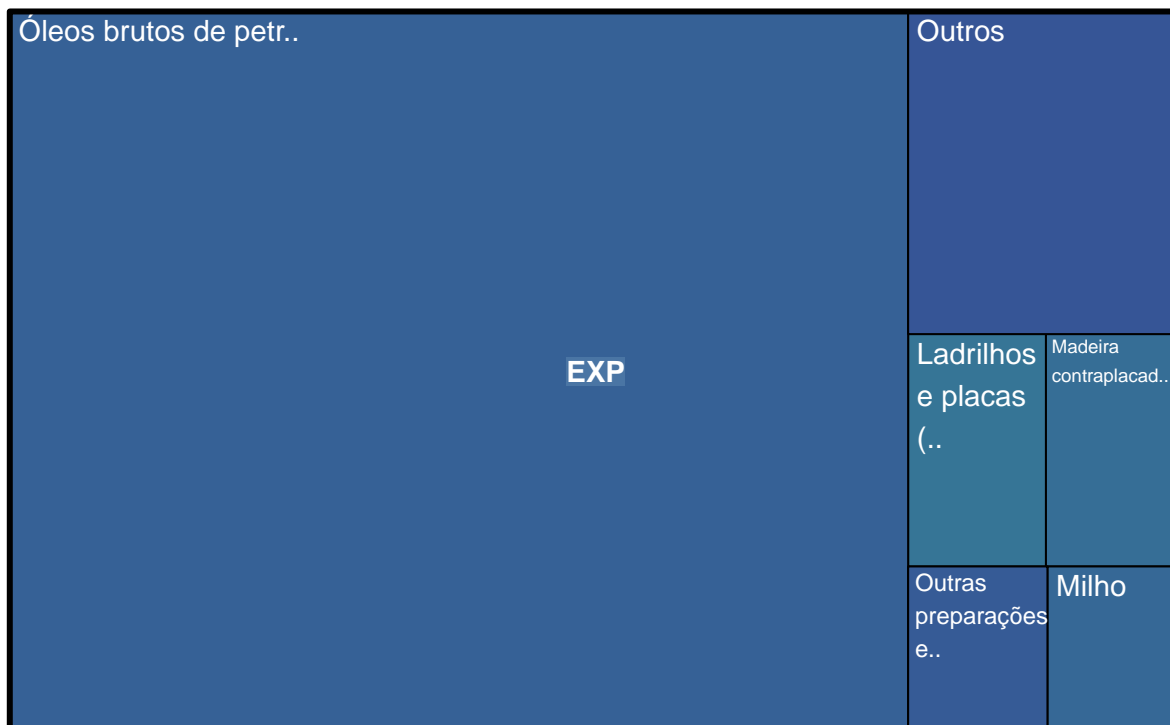 Óleos brutos de petr..
Outros
EXP
Ladrilhos
e placas
(..
Madeira
contraplacad..
Outras
preparações
e..
Milho